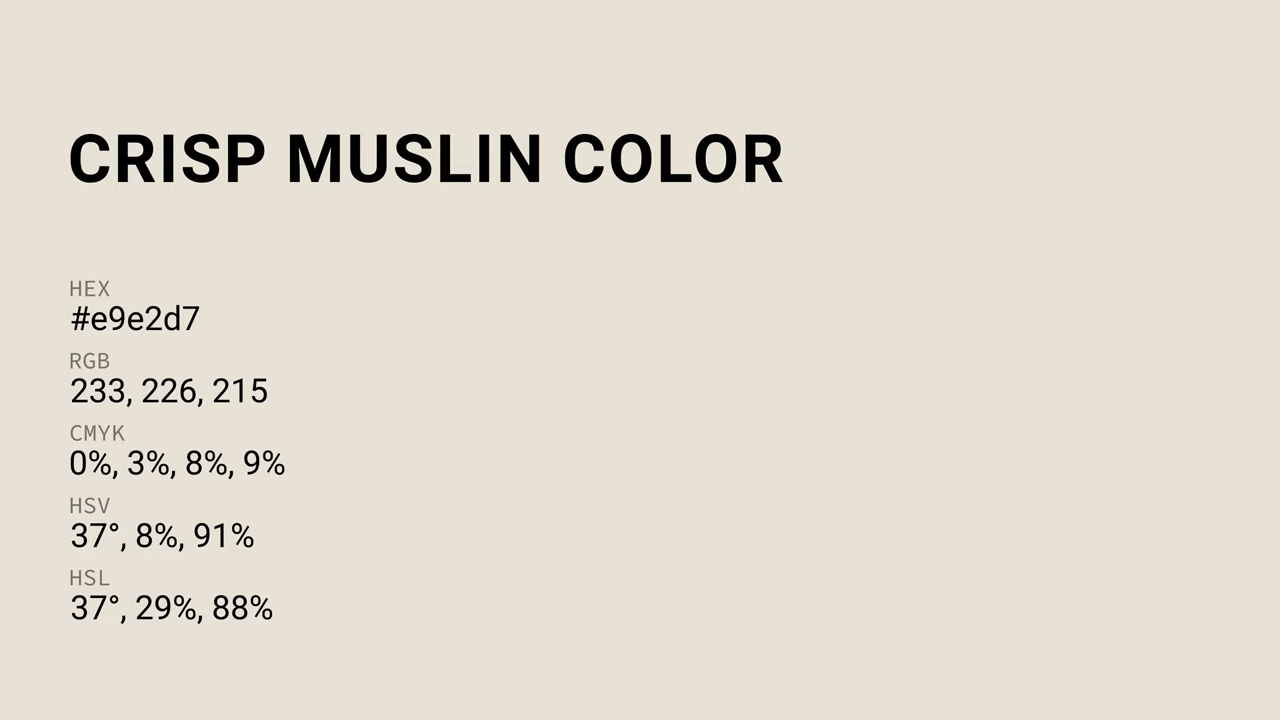 CRISP MUSLIN COLOR
HEX
#e9e2d7
RGB
233, 226, 215
CMYK
0%, 3%, 8%, 9%
HSV
37°, 8%, 91%
HSL
37°, 29%, 88%